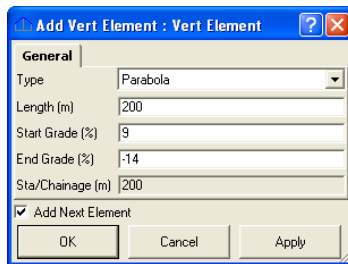 Add Vert Element : Vert Element
General
Type Parabola
Length (m) 200
Start Grade (%) 9
End Grade (%) -14
Sta/Chainage (m) 200
Add Next Element
OK Cancel Apply